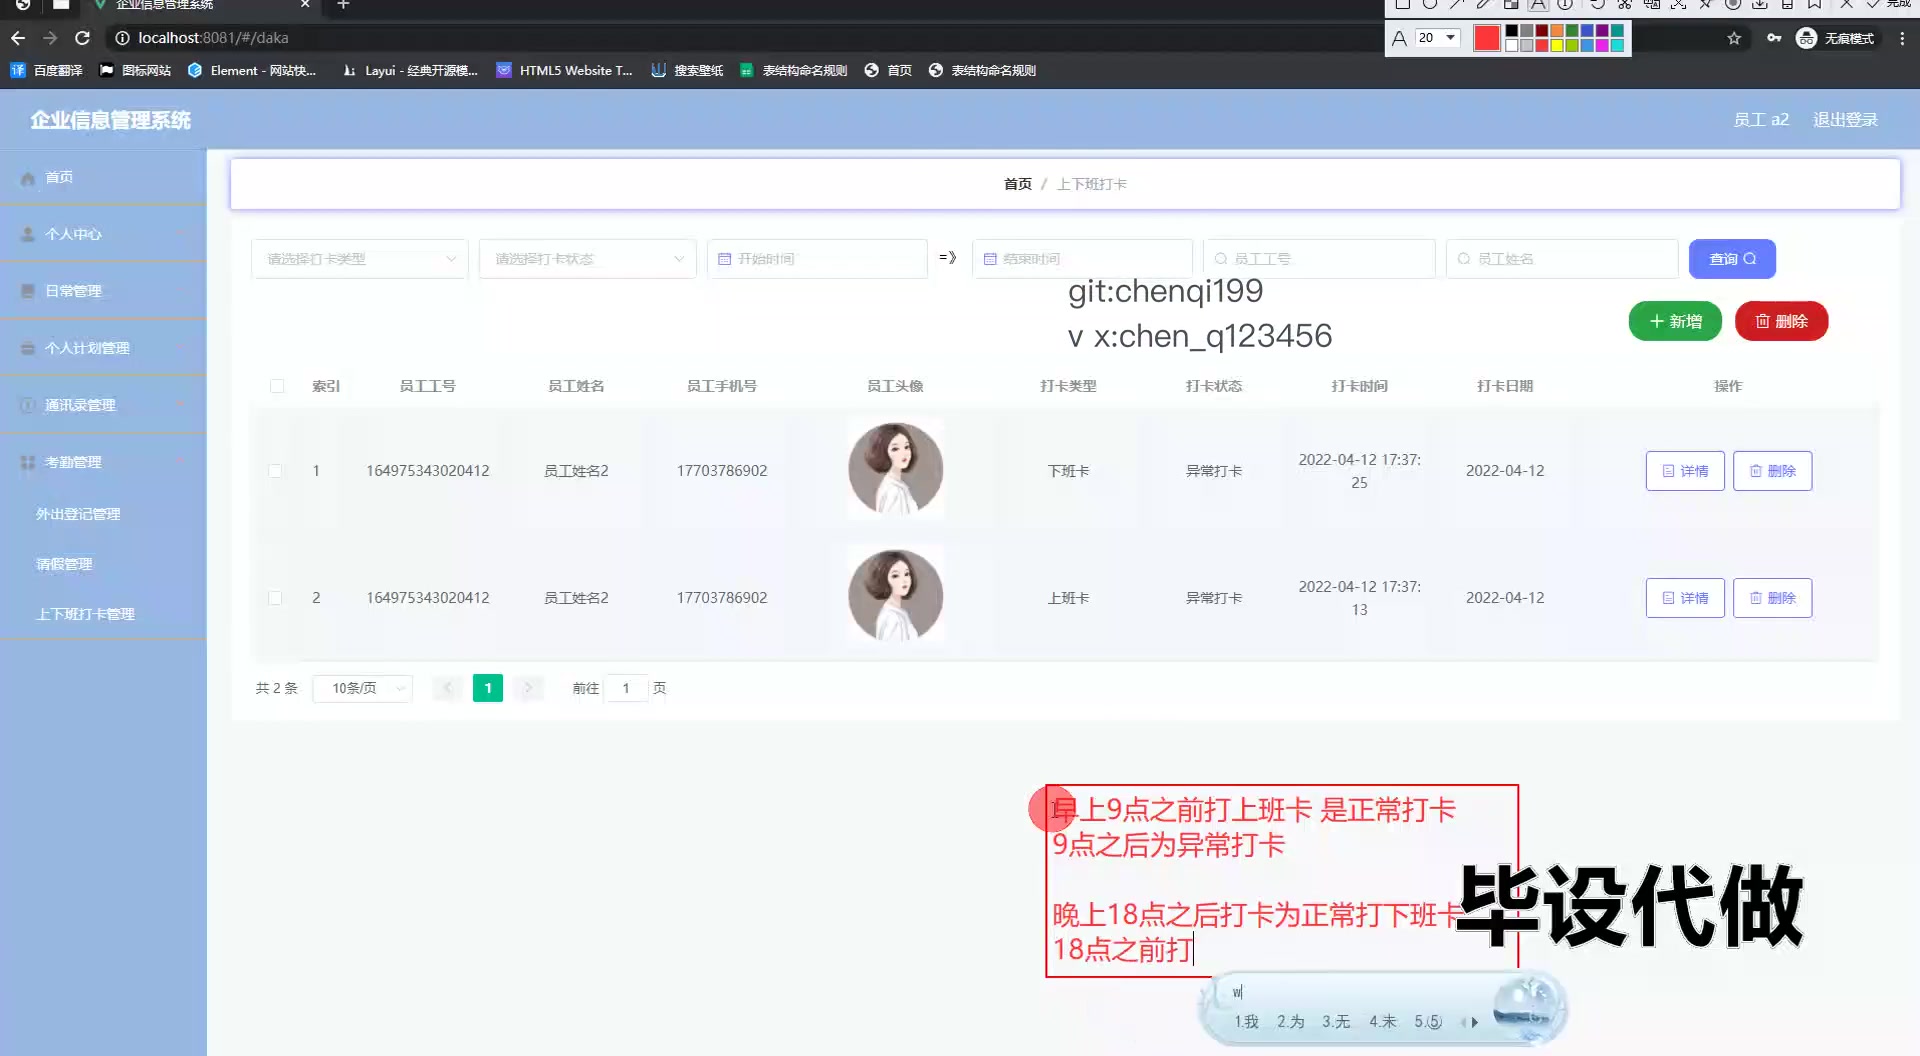 企业信息管理系统
完成
localhost:8081/#/daka
A 20
无痕模式
百度翻译 图标网站 Element - 网站快... Layui - 经典开源模... HTML5 Website T... 搜索壁纸 表结构命名规则 首页 表结构命名规则
企业信息管理系统
员工 a2 退出登录
首页
个人中心
日常管理
个人计划管理
通讯录管理
考勤管理
外出登记管理
请假管理
上下班打卡管理
首页 / 上下班打卡
请选择打卡类型 请选择打卡状态 开始时间 =》 结束时间 员工工号 员工姓名 查询
git:chenqi199
v x:chen_q123456
新增 删除
索引 员工工号 员工姓名 员工手机号 员工头像 打卡类型 打卡状态 打卡时间 打卡日期 操作
1 164975343020412 员工姓名2 17703786902 下班卡 异常打卡 2022-04-12 17:37:25 2022-04-12 详情 删除
2 164975343020412 员工姓名2 17703786902 上班卡 异常打卡 2022-04-12 17:37:13 2022-04-12 详情 删除
共 2 条 10条/页 1 前往 1 页
早上9点之前打上班卡 是正常打卡
9点之后为异常打卡
晚上18点之后打卡为正常打下班卡
18点之前打
毕设代做
w
1.我 2.为 3.无 4.未 5.⑤